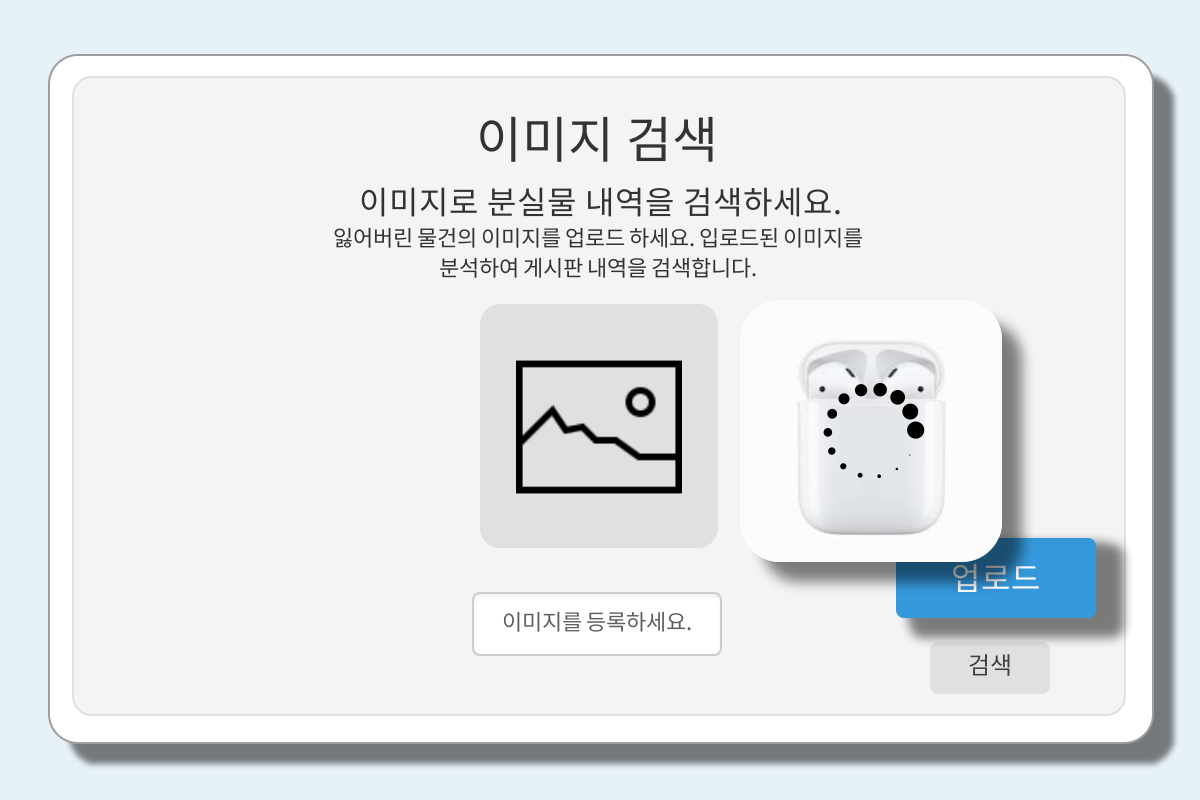 이미지 검색
이미지로 분실물 내역을 검색하세요.
잃어버린 물건의 이미지를 업로드 하세요. 입로드된 이미지를
분석하여 게시판 내역을 검색합니다.
업로드
이미지를 등록하세요.
검색